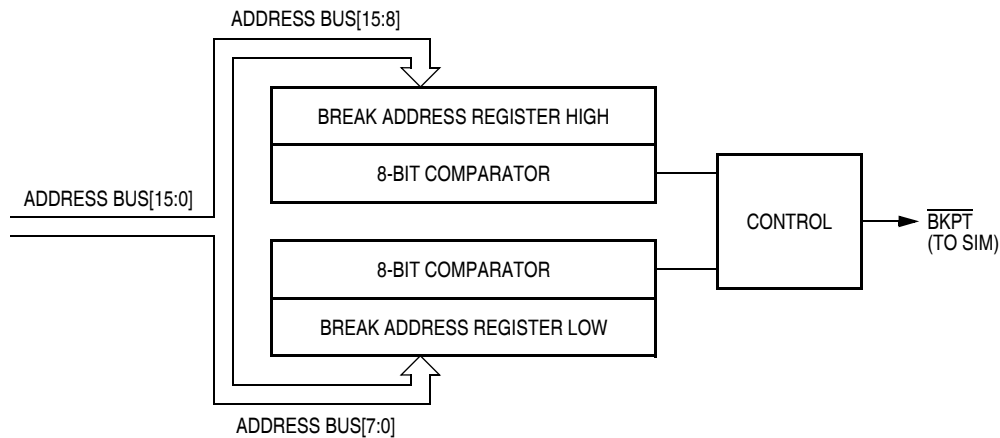 ADDRESS BUS[15:8]
BREAK ADDRESS REGISTER HIGH
8-BIT COMPARATOR
ADDRESS BUS[15:0]
CONTROL
BKPT
(TO SIM)
8-BIT COMPARATOR
BREAK ADDRESS REGISTER LOW
ADDRESS BUS[7:0]